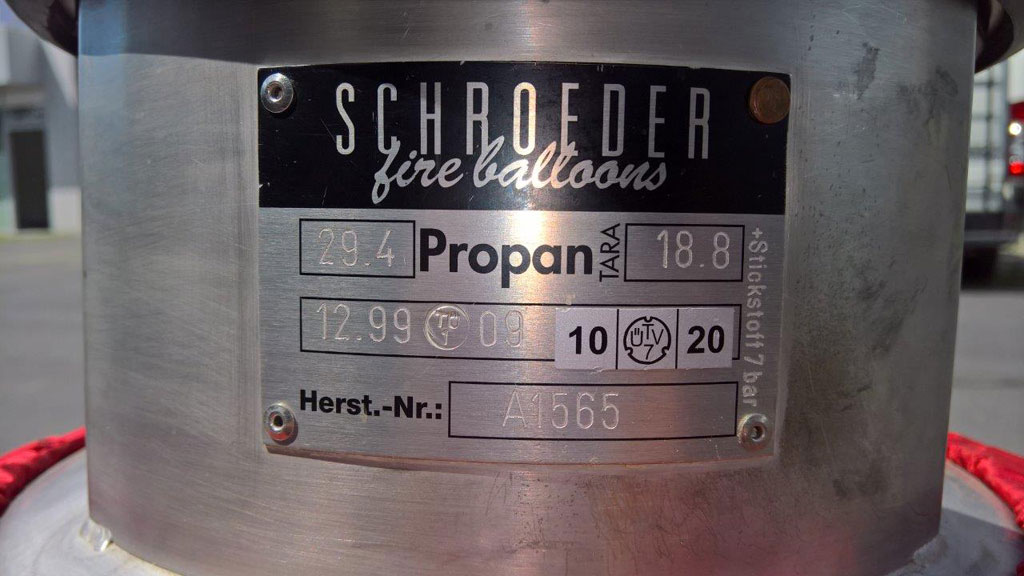 SCHROEDER
fire balloons
29.4 Propan TARA 18.8
12.99 09 10 TÜV 7 20
Herst.-Nr.: A1565
+Stickstoff 7 bar